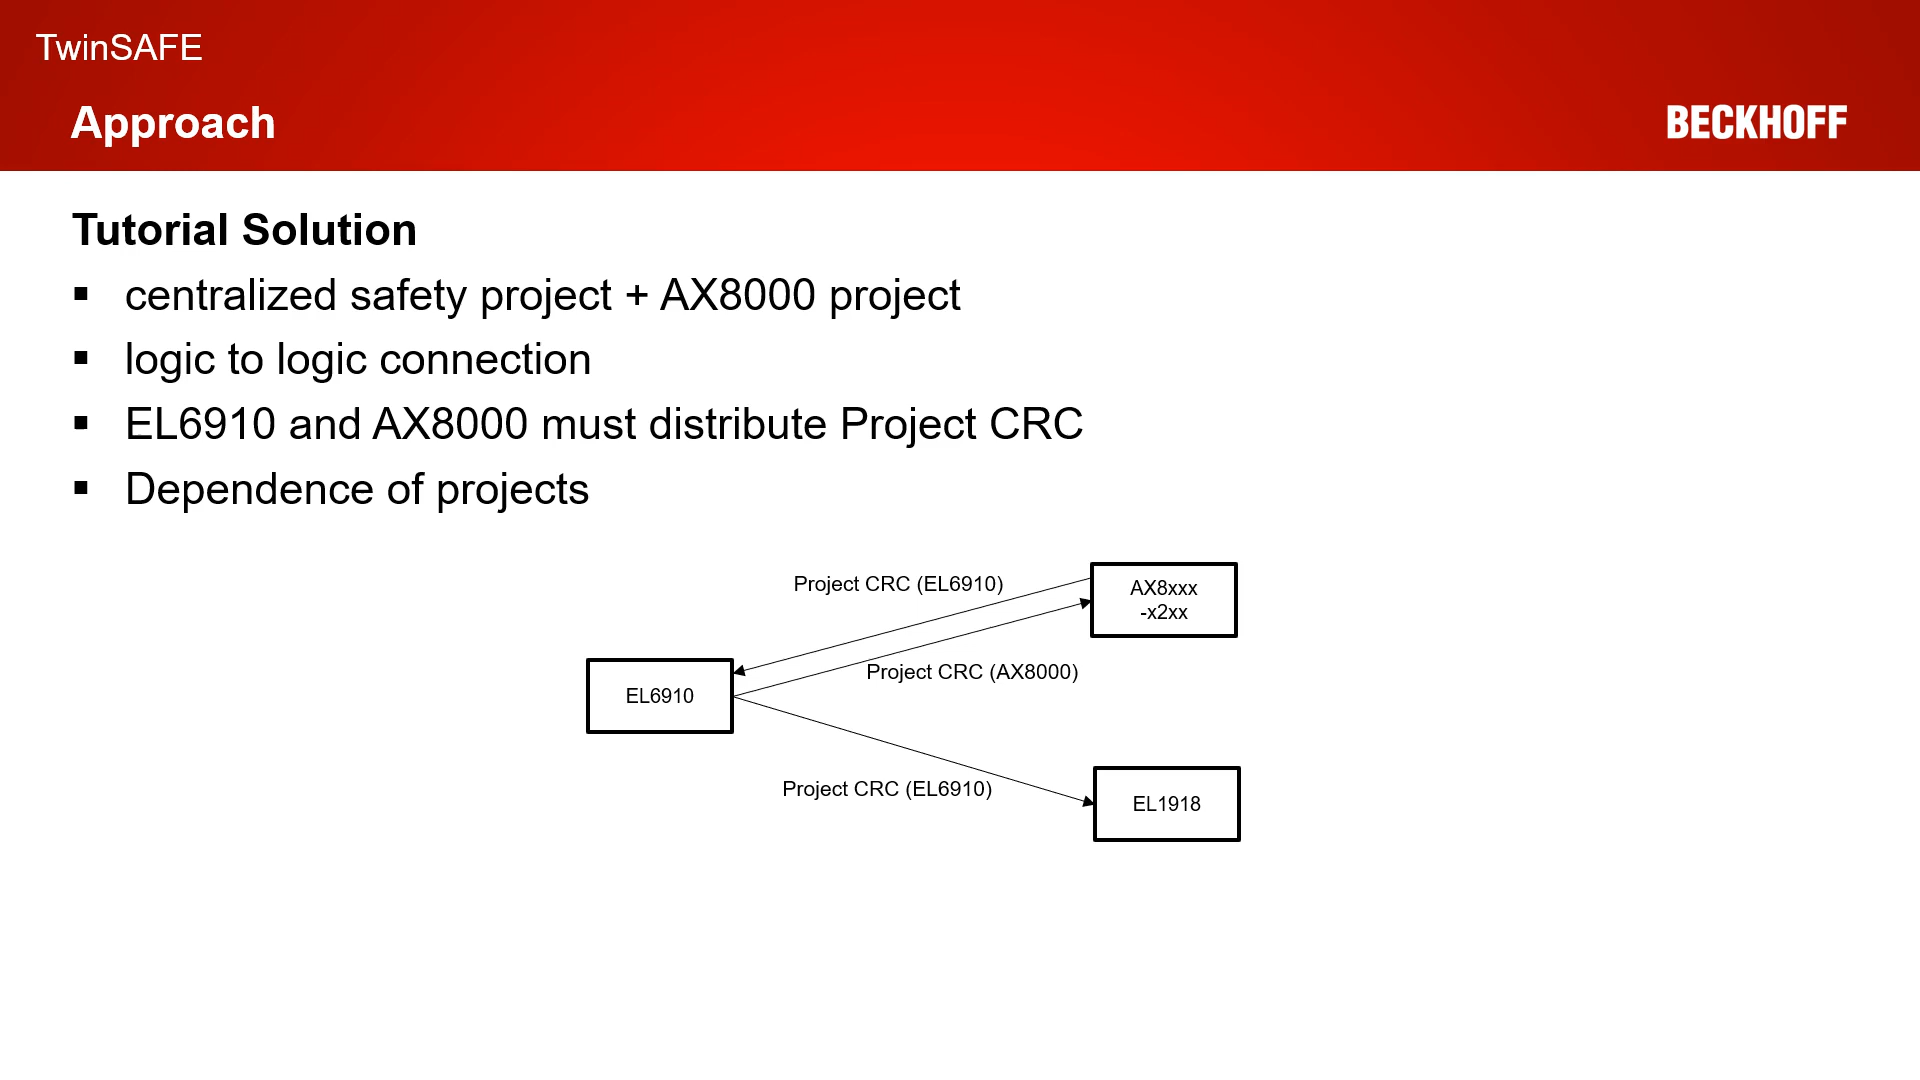 TwinSAFE
Approach
BECKHOFF
Tutorial Solution
▪ centralized safety project + AX8000 project
▪ logic to logic connection
▪ EL6910 and AX8000 must distribute Project CRC
▪ Dependence of projects
Project CRC (EL6910)
AX8xxx
-x2xx
Project CRC (AX8000)
EL6910
Project CRC (EL6910)
EL1918